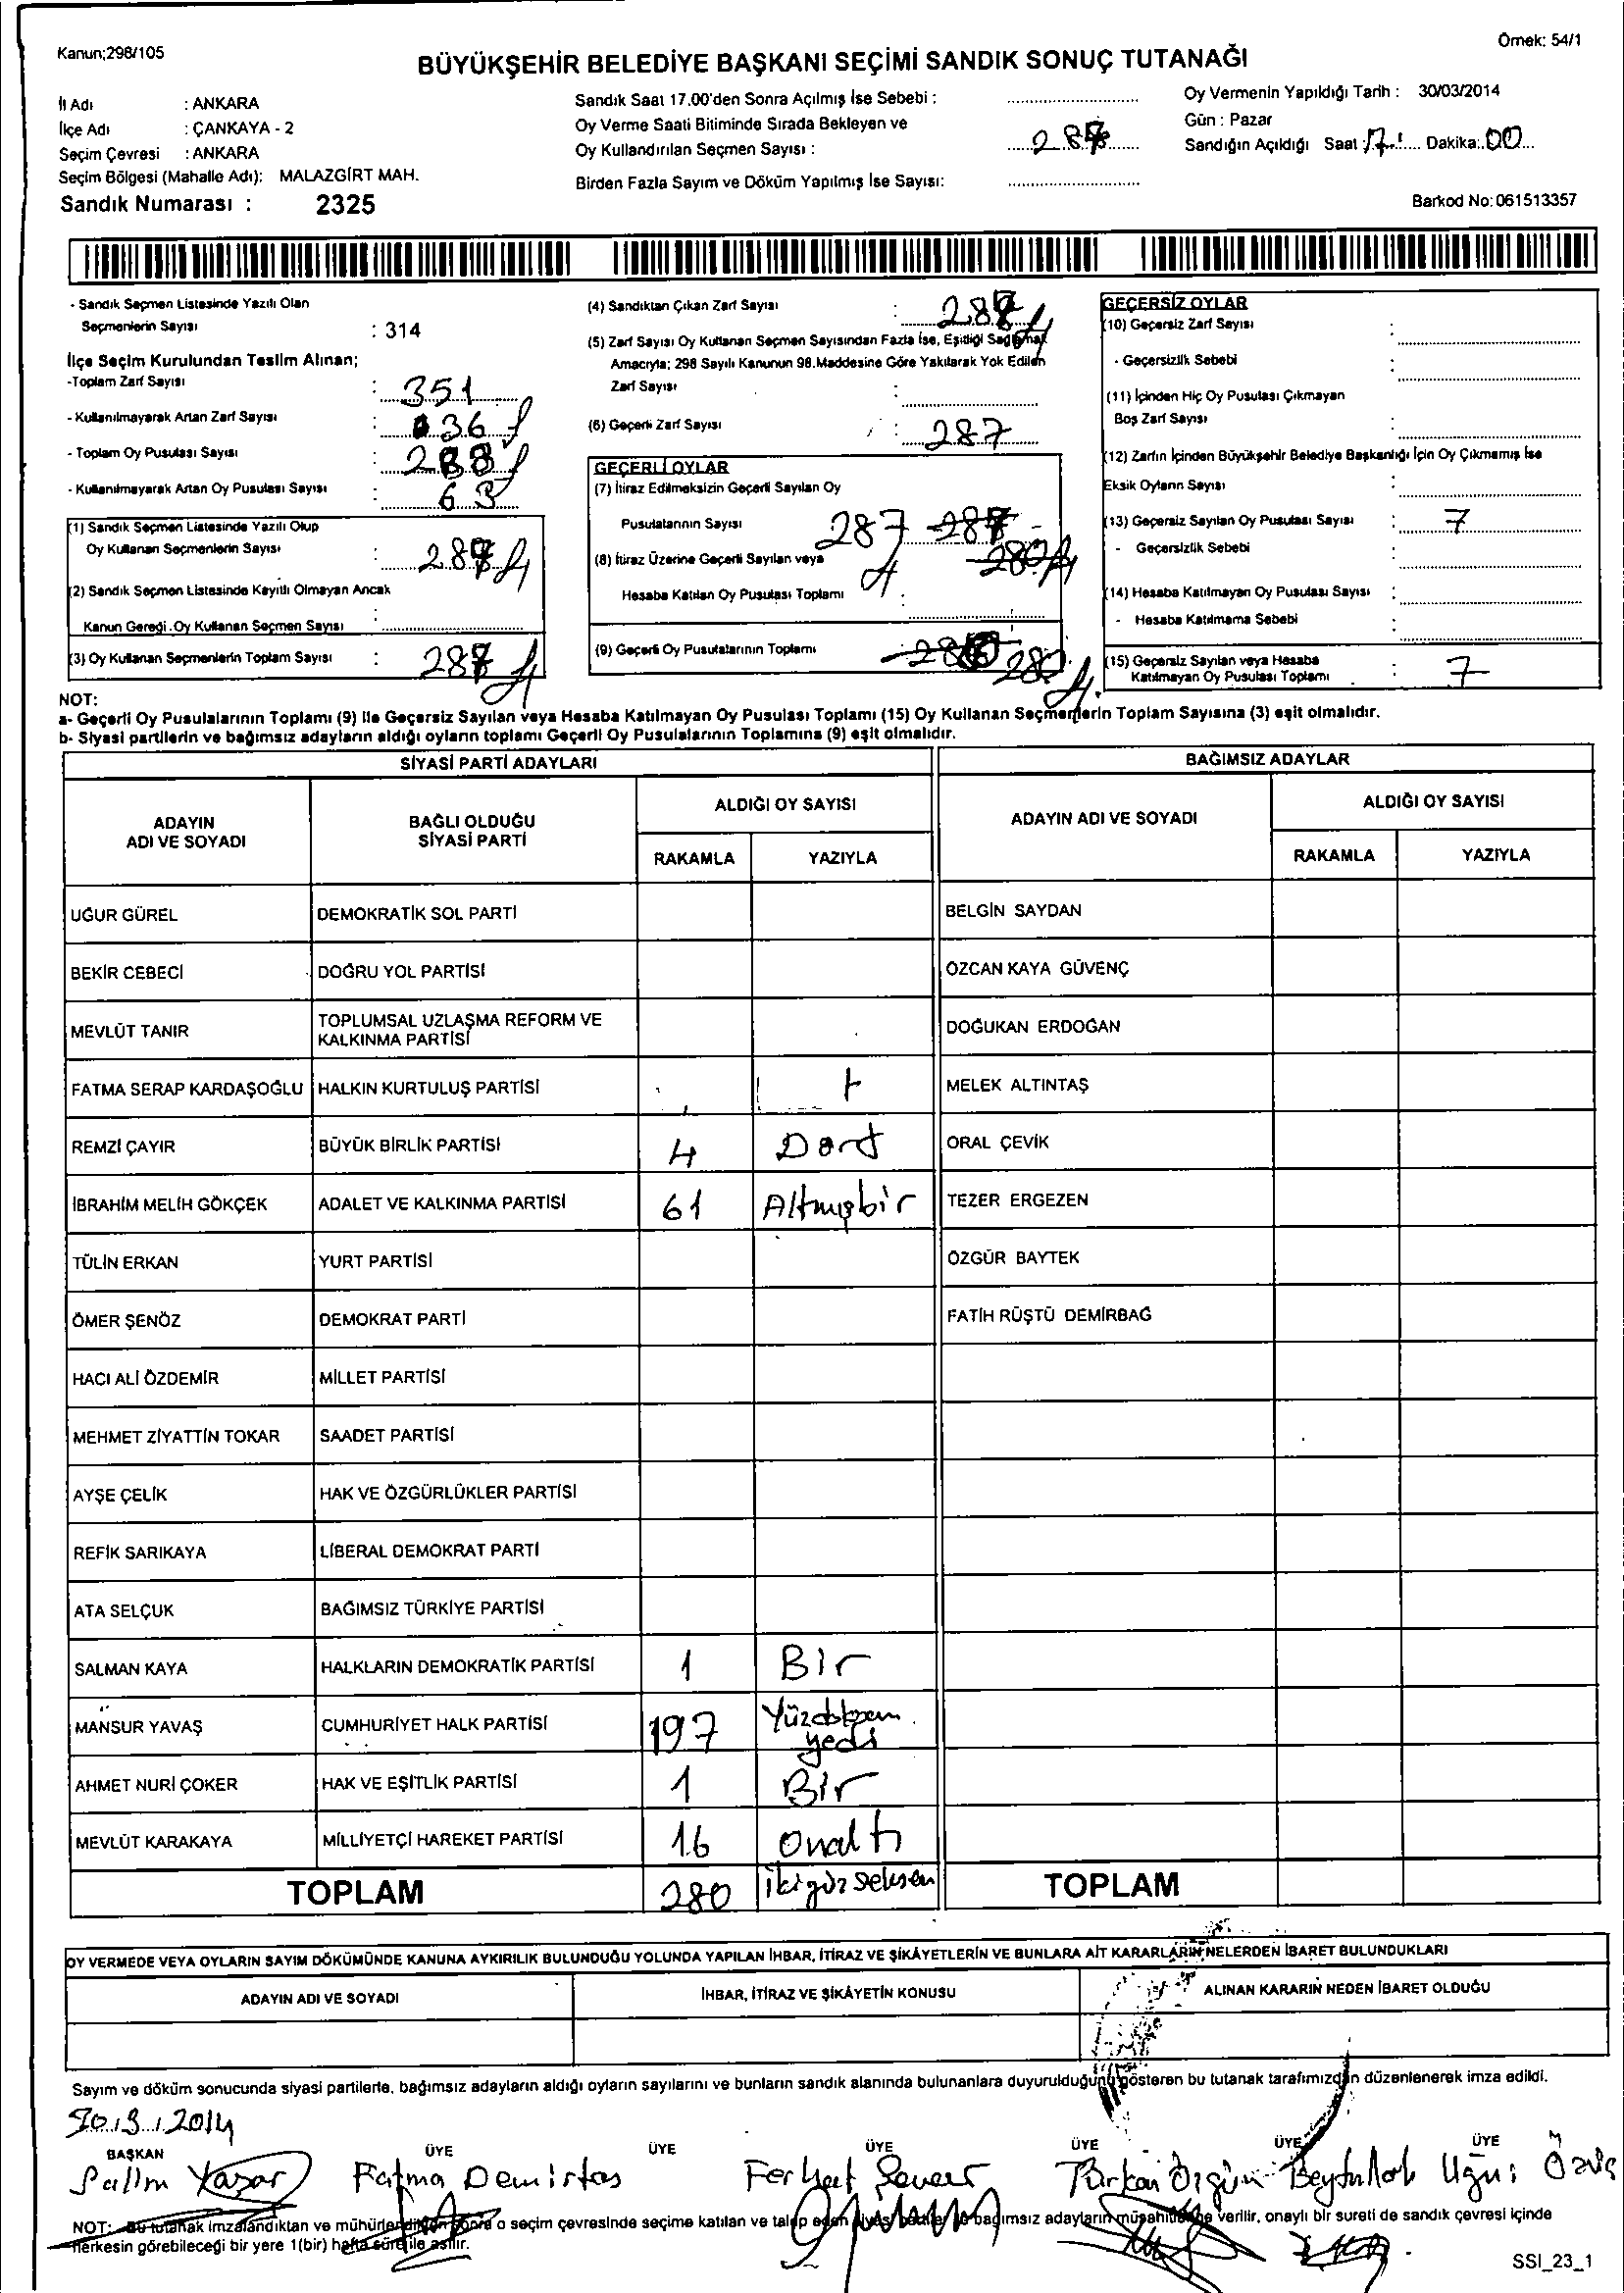 Kanun;298/105
Örnek: 54/1
BÜYÜKŞEHİR BELEDİYE BAŞKANI SEÇİMİ SANDIK SONUÇ TUTANAĞI
İl Adı : ANKARA
İlçe Adı : ÇANKAYA - 2
Seçim Çevresi : ANKARA
Seçim Bölgesi (Mahalle Adı): MALAZGİRT MAH.
Sandık Numarası : 2325
Sandık Saat 17.00'den Sonra Açılmış İse Sebebi :
Oy Verme Saati Bitiminde Sırada Bekleyen ve
Oy Kullandırılan Seçmen Sayısı : 287
Birden Fazla Sayım ve Döküm Yapılmış İse Sayısı:
Oy Vermenin Yapıldığı Tarih : 30/03/2014
Gün : Pazar
Sandığın Açıldığı Saat 17 Dakika: 00
Barkod No: 061513357
- Sandık Seçmen Listesinde Yazılı Olan
Seçmenlerin Sayısı : 314
İlçe Seçim Kurulundan Teslim Alınan;
-Toplam Zarf Sayısı : 351
- Kullanılmayarak Artan Zarf Sayısı : 36
- Toplam Oy Pusulası Sayısı : 288
- Kullanılmayarak Artan Oy Pusulası Sayısı : 63
(1) Sandık Seçmen Listesinde Yazılı Olup
Oy Kullanan Seçmenlerin Sayısı : 287
(2) Sandık Seçmen Listesinde Kayıtlı Olmayan Ancak
Kanun Gereği Oy Kullanan Seçmen Sayısı :
(3) Oy Kullanan Seçmenlerin Toplam Sayısı : 287
(4) Sandıktan Çıkan Zarf Sayısı : 287
(5) Zarf Sayısı Oy Kullanan Seçmen Sayısından Fazla İse, Eşitliği Sağlamak
Amacıyla; 298 Sayılı Kanunun 98.Maddesine Göre Yakılarak Yok Edilen
Zarf Sayısı :
(6) Geçerli Zarf Sayısı : 287
GEÇERLİ OYLAR
(7) İtiraz Edilmeksizin Geçerli Sayılan Oy
Pusulalarının Sayısı 287 287
280
(8) İtiraz Üzerine Geçerli Sayılan veya
Hesaba Katılan Oy Pusulası Toplamı :
(9) Geçerli Oy Pusulalarının Toplamı 280
GEÇERSİZ OYLAR
(10) Geçersiz Zarf Sayısı :
- Geçersizlik Sebebi :
(11) İçinden Hiç Oy Pusulası Çıkmayan
Boş Zarf Sayısı :
(12) Zarfın İçinden Büyükşehir Belediye Başkanlığı İçin Oy Çıkmamış İse
Eksik Oyların Sayısı :
(13) Geçersiz Sayılan Oy Pusulası Sayısı : 7
- Geçersizlik Sebebi :
(14) Hesaba Katılmayan Oy Pusulası Sayısı :
- Hesaba Katılmama Sebebi :
(15) Geçersiz Sayılan veya Hesaba
Katılmayan Oy Pusulası Toplamı : 7
NOT:
a- Geçerli Oy Pusulalarının Toplamı (9) ile Geçersiz Sayılan veya Hesaba Katılmayan Oy Pusulası Toplamı (15) Oy Kullanan Seçmenlerin Toplam Sayısına (3) eşit olmalıdır.
b- Siyasi partilerin ve bağımsız adayların aldığı oyların toplamı Geçerli Oy Pusulalarının Toplamına (9) eşit olmalıdır.
SİYASİ PARTİ ADAYLARI
BAĞIMSIZ ADAYLAR
ADAYIN
ADI VE SOYADI
BAĞLI OLDUĞU
SİYASİ PARTİ
ALDIĞI OY SAYISI
RAKAMLA YAZIYLA
ADAYIN ADI VE SOYADI
ALDIĞI OY SAYISI
RAKAMLA YAZIYLA
UĞUR GÜREL DEMOKRATİK SOL PARTİ BELGİN SAYDAN
BEKİR CEBECİ DOĞRU YOL PARTİSİ ÖZCAN KAYA GÜVENÇ
MEVLÜT TANIR TOPLUMSAL UZLAŞMA REFORM VE KALKINMA PARTİSİ DOĞUKAN ERDOĞAN
FATMA SERAP KARDAŞOĞLU HALKIN KURTULUŞ PARTİSİ MELEK ALTINTAŞ
REMZİ ÇAYIR BÜYÜK BİRLİK PARTİSİ 4 Dört ORAL ÇEVİK
İBRAHİM MELİH GÖKÇEK ADALET VE KALKINMA PARTİSİ 61 Altmışbir TEZER ERGEZEN
TÜLİN ERKAN YURT PARTİSİ ÖZGÜR BAYTEK
ÖMER ŞENÖZ DEMOKRAT PARTİ FATİH RÜŞTÜ DEMİRBAĞ
HACI ALİ ÖZDEMİR MİLLET PARTİSİ
MEHMET ZİYATTİN TOKAR SAADET PARTİSİ
AYŞE ÇELİK HAK VE ÖZGÜRLÜKLER PARTİSİ
REFİK SARIKAYA LİBERAL DEMOKRAT PARTİ
ATA SELÇUK BAĞIMSIZ TÜRKİYE PARTİSİ
SALMAN KAYA HALKLARIN DEMOKRATİK PARTİSİ 1 Bir
MANSUR YAVAŞ CUMHURİYET HALK PARTİSİ 197 Yüzdoksan yedi
AHMET NURİ ÇOKER HAK VE EŞİTLİK PARTİSİ 1 Bir
MEVLÜT KARAKAYA MİLLİYETÇİ HAREKET PARTİSİ 16 Onaltı
TOPLAM 280 İkiyüzseksen TOPLAM
OY VERMEDE VEYA OYLARIN SAYIM DÖKÜMÜNDE KANUNA AYKIRILIK BULUNDUĞU YOLUNDA YAPILAN İHBAR, İTİRAZ VE ŞİKÂYETLERİN VE BUNLARA AİT KARARLARIN NELERDEN İBARET BULUNDUKLARI
ADAYIN ADI VE SOYADI İHBAR, İTİRAZ VE ŞİKÂYETİN KONUSU ALINAN KARARIN NEDEN İBARET OLDUĞU
Sayım ve döküm sonucunda siyasi partilerle, bağımsız adayların aldığı oyların sayılarını ve bunların sandık alanında bulunanlara duyurulduğunu gösteren bu tutanak tarafımızdan düzenlenerek imza edildi.
30.3.2014
BAŞKAN ÜYE ÜYE ÜYE ÜYE ÜYE ÜYE
Salim Yaşar Fatma Demirtaş Ferhat Türkan Özgün Beytullah
NOT: Bu tutanak imzalandıktan ve mühürlendikten sonra o seçim çevresinde seçime katılan ve talep eden siyasi partiler ile bağımsız adayların müşahitlerine verilir, onaylı bir sureti de sandık çevresi içinde
herkesin görebileceği bir yere 1(bir) hafta süre ile asılır.
SSI_23_1